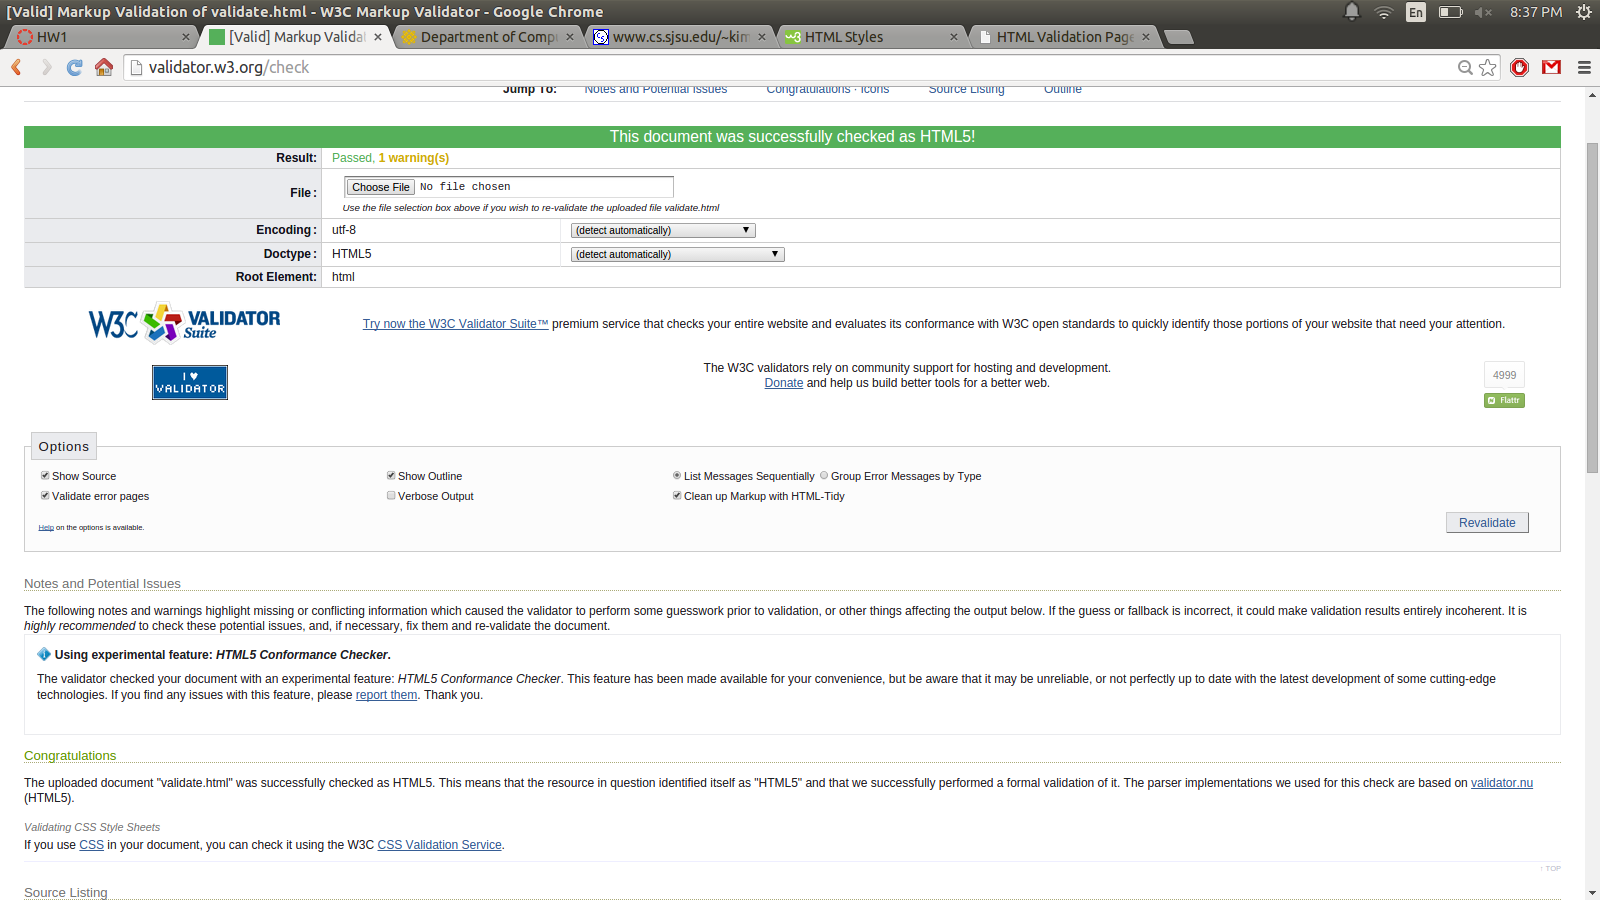 [Valid] Markup Validation of validate.html - W3C Markup Validator - Google Chrome
En
8:37 PM
HW1
[Valid] Markup Valida
Department of Comp
www.cs.sjsu.edu/~kim
HTML Styles
HTML Validation Page
validator.w3.org/check
Jump To: Notes and Potential Issues Congratulations · Icons Source Listing Outline
This document was successfully checked as HTML5!
Result: Passed, 1 warning(s)
File: Choose File No file chosen
Use the file selection box above if you wish to re-validate the uploaded file validate.html
Encoding: utf-8 (detect automatically)
Doctype: HTML5 (detect automatically)
Root Element: html
W3C VALIDATOR Suite
Try now the W3C Validator Suite™ premium service that checks your entire website and evaluates its conformance with W3C open standards to quickly identify those portions of your website that need your attention.
I ♥ VALIDATOR
The W3C validators rely on community support for hosting and development.
Donate and help us build better tools for a better web.
4999
Flattr
Options
Show Source Show Outline List Messages Sequentially Group Error Messages by Type
Validate error pages Verbose Output Clean up Markup with HTML-Tidy
Help on the options is available.
Revalidate
Notes and Potential Issues
The following notes and warnings highlight missing or conflicting information which caused the validator to perform some guesswork prior to validation, or other things affecting the output below. If the guess or fallback is incorrect, it could make validation results entirely incoherent. It is
highly recommended to check these potential issues, and, if necessary, fix them and re-validate the document.
Using experimental feature: HTML5 Conformance Checker.
The validator checked your document with an experimental feature: HTML5 Conformance Checker. This feature has been made available for your convenience, but be aware that it may be unreliable, or not perfectly up to date with the latest development of some cutting-edge
technologies. If you find any issues with this feature, please report them. Thank you.
Congratulations
The uploaded document "validate.html" was successfully checked as HTML5. This means that the resource in question identified itself as "HTML5" and that we successfully performed a formal validation of it. The parser implementations we used for this check are based on validator.nu
(HTML5).
Validating CSS Style Sheets
If you use CSS in your document, you can check it using the W3C CSS Validation Service.
↑ TOP
Source Listing